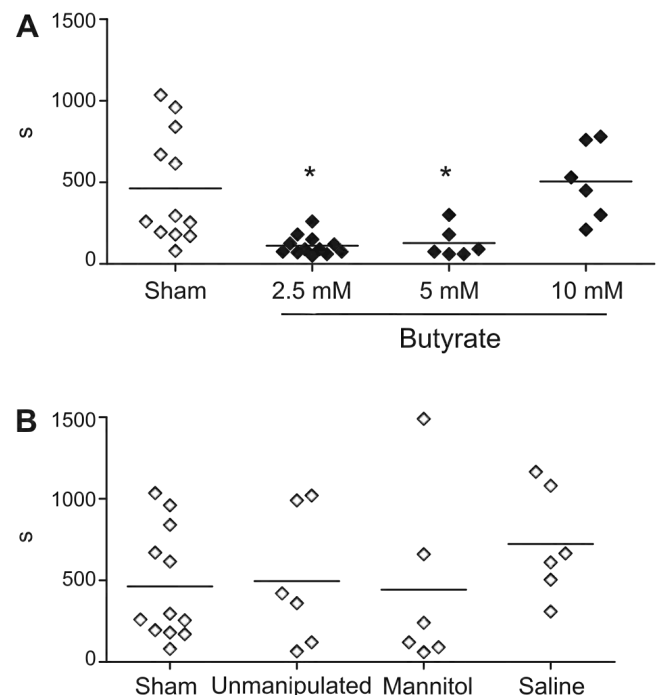 A
1500
1000
500
0
s
* *
Sham 2.5 mM 5 mM 10 mM
Butyrate
B
1500
1000
500
0
s
Sham Unmanipulated Mannitol Saline